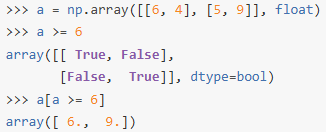 >>> a = np.array([[6, 4], [5, 9]], float)
>>> a >= 6
array([[ True, False],
       [False,  True]], dtype=bool)
>>> a[a >= 6]
array([ 6.,  9.])